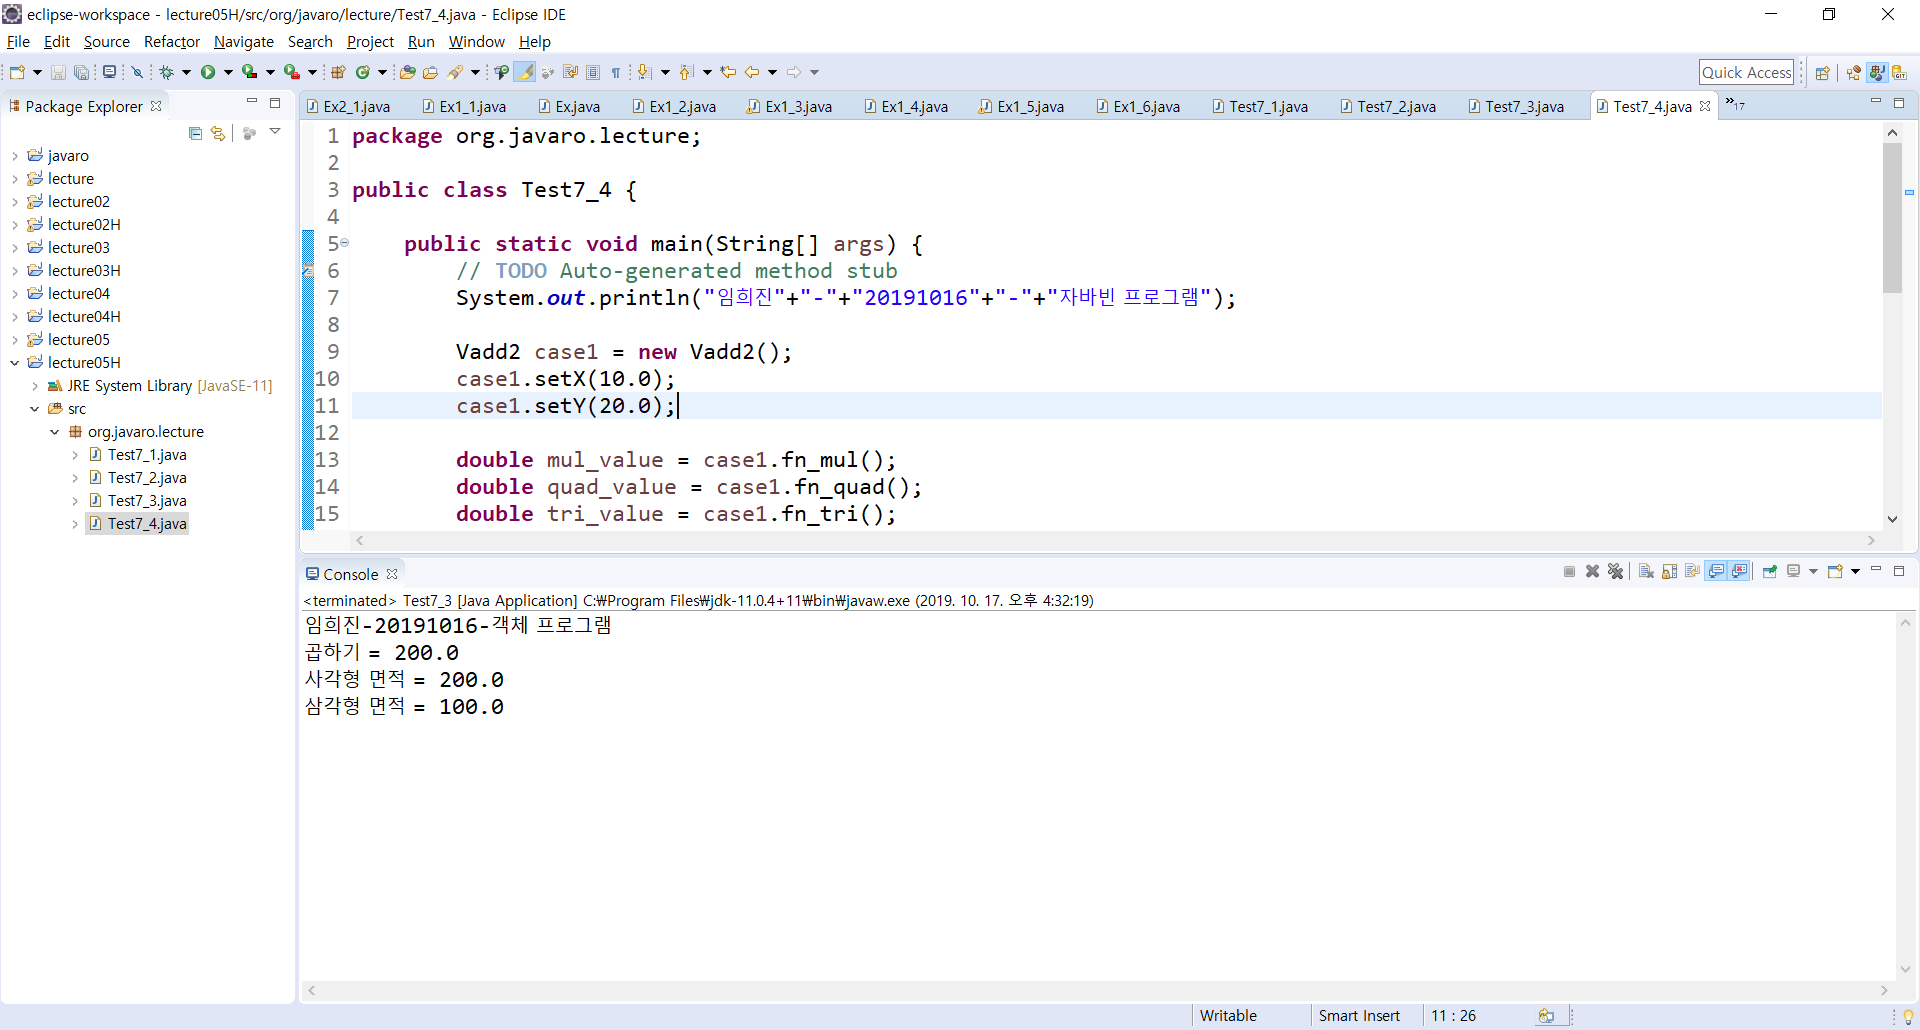 eclipse-workspace - lecture05H/src/org/javaro/lecture/Test7_4.java - Eclipse IDE
File Edit Source Refactor Navigate Search Project Run Window Help
Quick Access
Package Explorer
javaro
lecture
lecture02
lecture02H
lecture03
lecture03H
lecture04
lecture04H
lecture05
lecture05H
JRE System Library [JavaSE-11]
src
org.javaro.lecture
Test7_1.java
Test7_2.java
Test7_3.java
Test7_4.java
Ex2_1.java Ex1_1.java Ex.java Ex1_2.java Ex1_3.java Ex1_4.java Ex1_5.java Ex1_6.java Test7_1.java Test7_2.java Test7_3.java Test7_4.java »17
1 package org.javaro.lecture;
2
3 public class Test7_4 {
4
5 public static void main(String[] args) {
6 // TODO Auto-generated method stub
7 System.out.println("임희진"+"-"+"20191016"+"-"+"자바빈 프로그램");
8
9 Vadd2 case1 = new Vadd2();
10 case1.setX(10.0);
11 case1.setY(20.0);
12
13 double mul_value = case1.fn_mul();
14 double quad_value = case1.fn_quad();
15 double tri_value = case1.fn_tri();
Console
<terminated> Test7_3 [Java Application] C:₩Program Files₩jdk-11.0.4+11₩bin₩javaw.exe (2019. 10. 17. 오후 4:32:19)
임희진-20191016-객체 프로그램
곱하기 = 200.0
사각형 면적 = 200.0
삼각형 면적 = 100.0
Writable Smart Insert 11 : 26